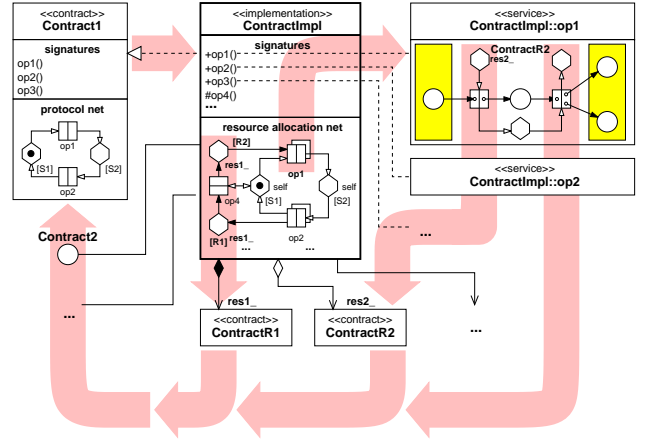 <<contract>>
Contract1
signatures
op1()
op2()
op3()
protocol net
op1
[S1]
[S2]
op2
Contract2
...
<<implementation>>
ContractImpl
signatures
+op1()
+op2()
+op3()
#op4()
...
resource allocation net
[R2]
res1_
op1
self
self
[S1]
[S2]
op4
op2
[R1]
res1_
...
...
res1_
res2_
<<contract>>
ContractR1
<<contract>>
ContractR2
...
<<service>>
ContractImpl::op1
ContractR2
res2_
<<service>>
ContractImpl::op2
...